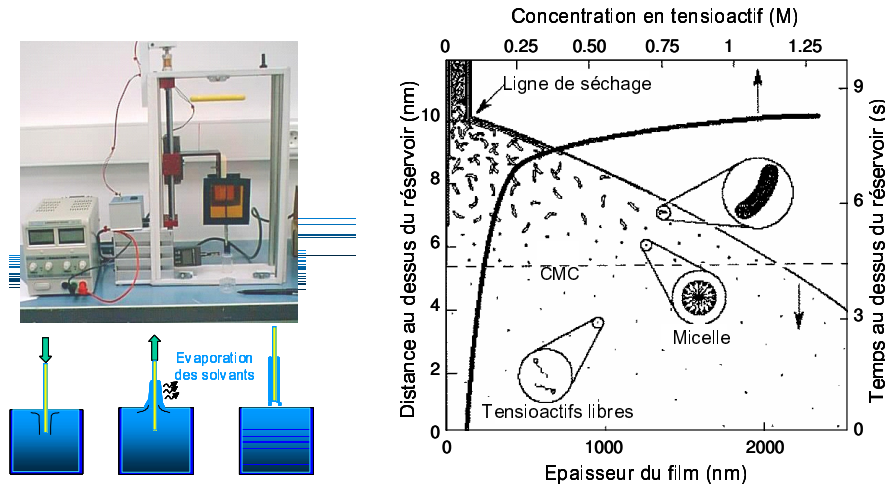 Evaporation
des solvants
Concentration en tensioactif (M)
0 0.25 0.50 0.75 1 1.25
Distance au dessus du réservoir (nm)
10
8
6
4
2
0
Ligne de séchage
CMC
Micelle
Tensioactifs libres
9
6
3
0
Temps au dessus du réservoir (s)
0 1000 2000
Epaisseur du film (nm)